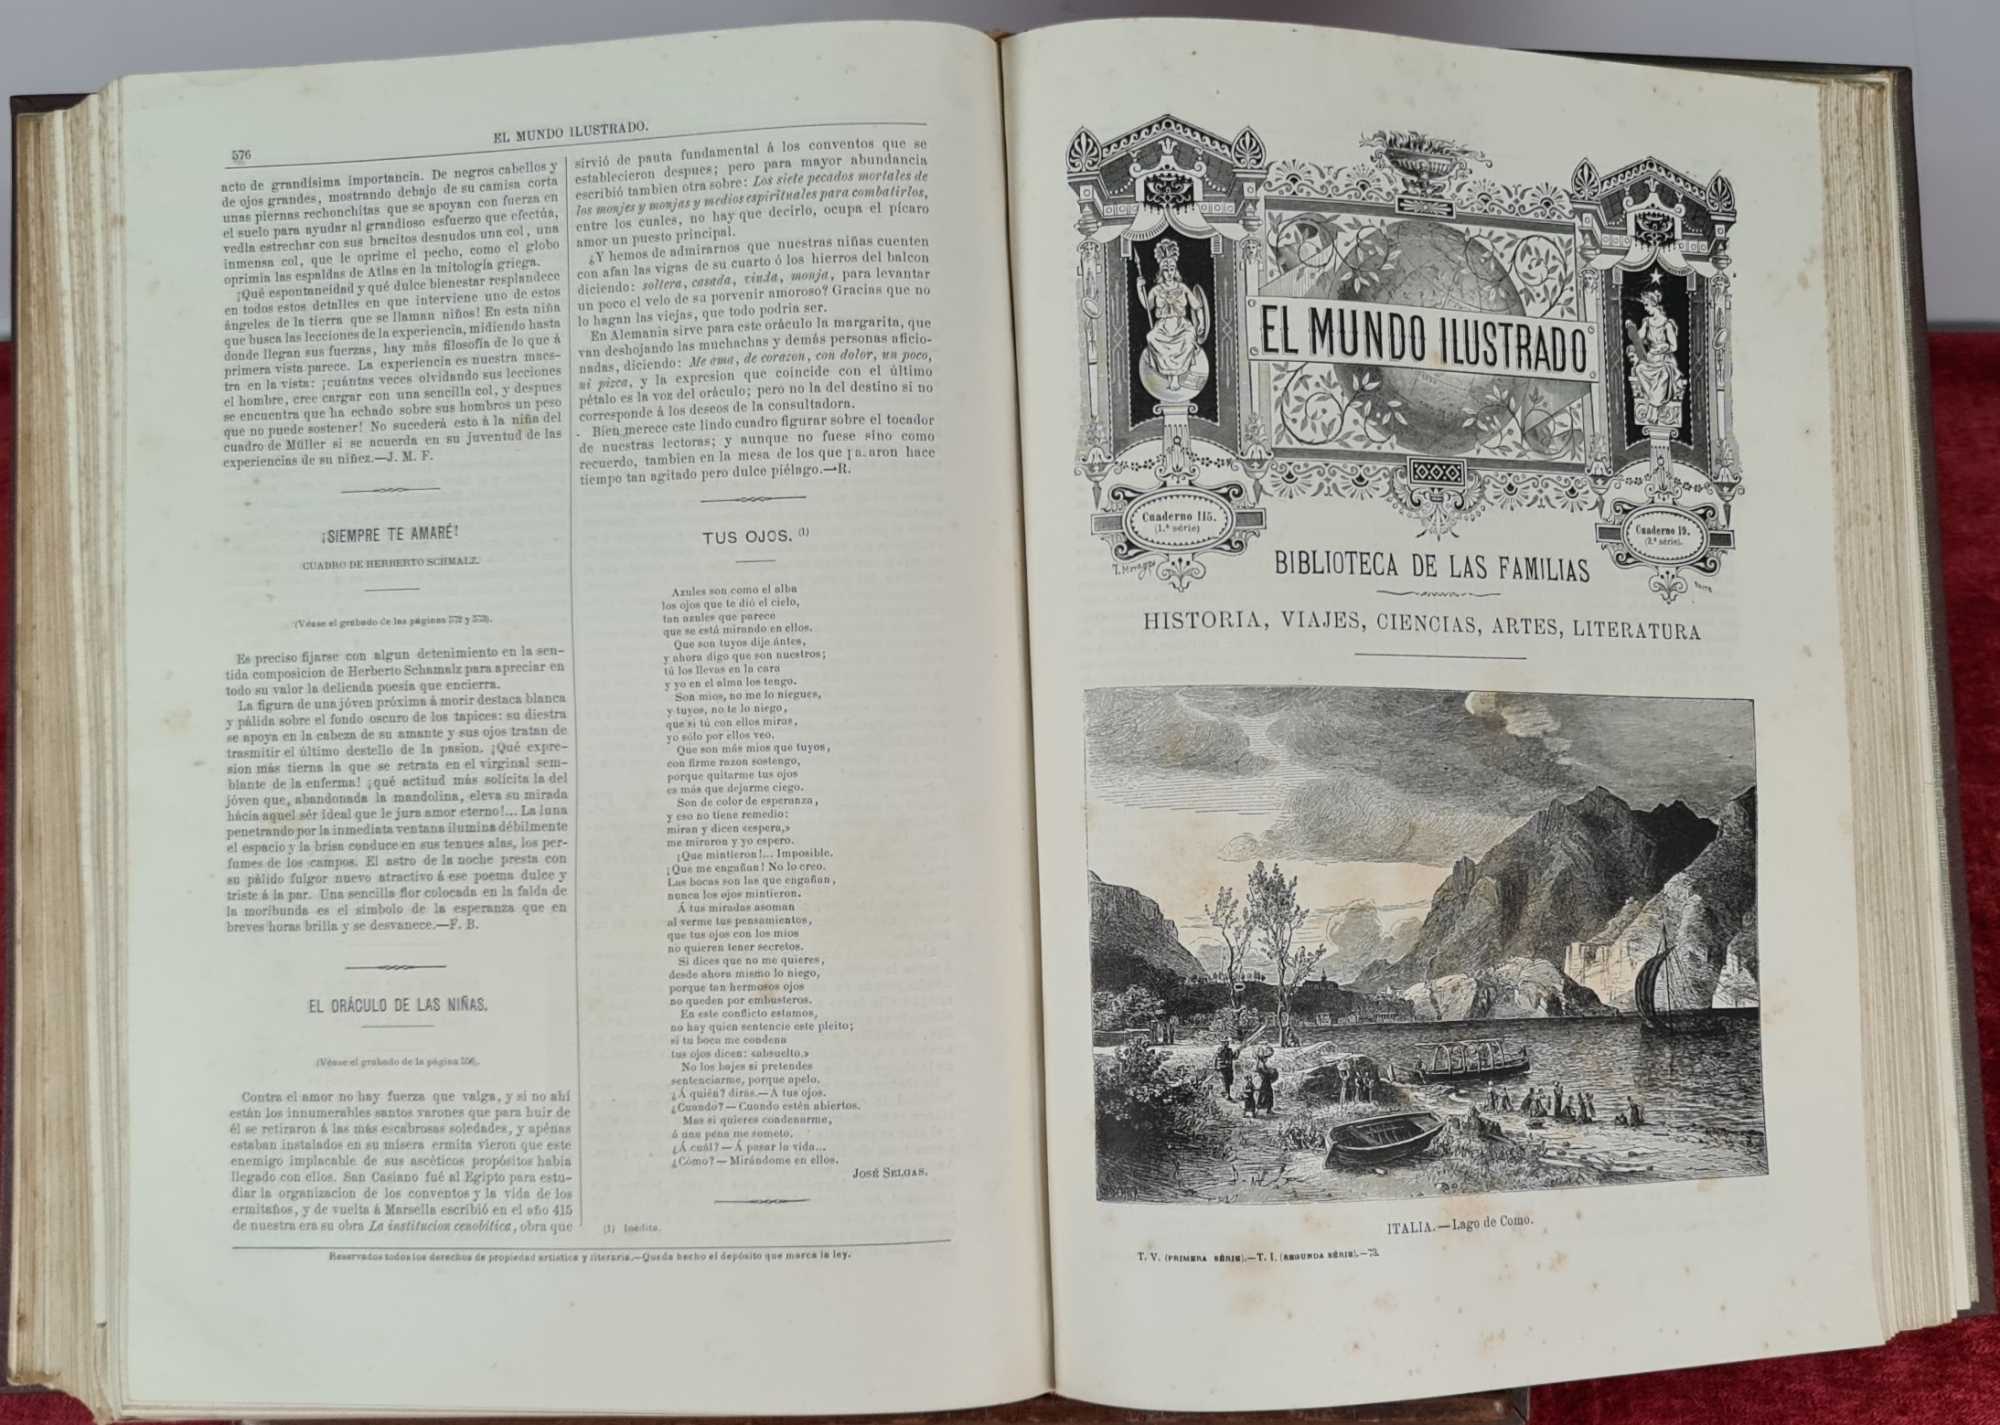 576
EL MUNDO ILUSTRADO.
acto de grandísima importancia. De negros cabellos y
de ojos grandes, mostrando debajo de su camisa corta
unas piernas rechonchitas que se apoyan con fuerza en
el suelo para ayudar al grandioso esfuerzo que efectúa,
vedla estrechar con sus bracitos desnudos una col, una
inmensa col, que le oprime el pecho, como el globo
oprimia las espaldas de Atlas en la mitología griega.
¡Qué espontaneidad y qué dulce bienestar resplandece
en todos estos detalles en que interviene uno de estos
ángeles de la tierra que se llaman niños! En esta niña
que busca las lecciones de la experiencia, midiendo hasta
donde llegan sus fuerzas, hay más filosofía de lo que á
primera vista parece. La experiencia es nuestra maes-
tra en la vista: ¡cuántas veces olvidando sus lecciones
el hombre, cree cargar con una sencilla col, y despues
se encuentra que ha echado sobre sus hombros un peso
que no puede sostener! No sucederá esto á la niña del
cuadro de Müller si se acuerda en su juventud de las
experiencias de su niñez.—J. M. F.
¡SIEMPRE TE AMARÉ!
CUADRO DE HERBERTO SCHMALZ.
(Véase el grabado de las páginas 572 y 573).
Es preciso fijarse con algun detenimiento en la sen-
tida composicion de Herberto Schamalz para apreciar en
todo su valor la delicada poesía que encierra.
La figura de una jóven próxima á morir destaca blanca
y pálida sobre el fondo oscuro de los tapices: su diestra
se apoya en la cabeza de su amante y sus ojos tratan de
trasmitir el último destello de la pasion. ¡Qué expre-
sion más tierna la que se retrata en el virginal sem-
blante de la enferma! ¡qué actitud más solícita la del
jóven que, abandonada la mandolina, eleva su mirada
hácia aquel sér ideal que le jura amor eterno!... La luna
penetrando por la inmediata ventana ilumina débilmente
el espacio y la brisa conduce en sus tenues alas, los per-
fumes de los campos. El astro de la noche presta con
su pálido fulgor nuevo atractivo á ese poema dulce y
triste á la par. Una sencilla flor colocada en la falda de
la moribunda es el símbolo de la esperanza que en
breves horas brilla y se desvanece.—F. B.
EL ORÁCULO DE LAS NIÑAS.
(Véase el grabado de la página 556).
Contra el amor no hay fuerza que valga, y si no ahí
están los innumerables santos varones que para huir de
él se retiraron á las más escabrosas soledades, y apénas
estaban instalados en su mísera ermita vieron que este
enemigo implacable de sus ascéticos propósitos habia
llegado con ellos. San Casiano fué al Egipto para estu-
diar la organizacion de los conventos y la vida de los
ermitaños, y de vuelta á Marsella escribió en el año 415
de nuestra era su obra La institucion cenobítica, obra que
sirvió de pauta fundamental á los conventos que se
establecieron despues; pero para mayor abundancia
escribió tambien otra sobre: Los siete pecados mortales de
los monjes y monjas y medios espirituales para combatirlos,
entre los cuales, no hay que decirlo, ocupa el pícaro
amor un puesto principal.
¿Y hemos de admirarnos que nuestras niñas cuenten
con afan las vigas de su cuarto ó los hierros del balcon
diciendo: soltera, casada, viuda, monja, para levantar
un poco el velo de su porvenir amoroso? Gracias que no
lo hagan las viejas, que todo podria ser.
En Alemania sirve para este oráculo la margarita, que
van deshojando las muchachas y demás personas aficio-
nadas, diciendo: Me ama, de corazon, con dolor, un poco,
ni pizca, y la expresion que coincide con el último
pétalo es la voz del oráculo; pero no la del destino si no
corresponde á los deseos de la consultadora.
Bien merece este lindo cuadro figurar sobre el tocador
de nuestras lectoras; y aunque no fuese sino como
recuerdo, tambien en la mesa de los que aron hace
tiempo tan agitado pero dulce piélago.—R.
TUS OJOS. (1)
Azules son como el alba
los ojos que te dió el cielo,
tan azules que parece
que se está mirando en ellos.
Que son tuyos dije ántes,
y ahora digo que son nuestros;
tú los llevas en la cara
y yo en el alma los tengo.
Son mios, no me lo niegues,
y tuyos, no te lo niego,
que si tú con ellos miras,
yo sólo por ellos veo.
Que son más mios que tuyos,
con firme razon sostengo,
porque quitarme tus ojos
es más que dejarme ciego.
Son de color de esperanza,
y eso no tiene remedio:
miran y dicen «espera,»
me miraron y yo espero.
¡Que mintieron!... Imposible.
¡Que me engañan! No lo creo.
Las bocas son las que engañan,
nunca los ojos mintieron.
Á tus miradas asoman
al verme tus pensamientos,
que tus ojos con los mios
no quieren tener secretos.
Si dices que no me quieres,
desde ahora mismo lo niego,
porque tan hermosos ojos
no queden por embusteros.
En este conflicto estamos,
no hay quien sentencie este pleito;
si tu boca me condena
tus ojos dicen: «absuelto.»
No los bajes si pretendes
sentenciarme, porque apelo.
¿Á quién? dirás.—A tus ojos.
¿Cuándo?—Cuando estén abiertos.
Mas si quieres condenarme,
á una pena me someto.
¿Á cuál?—Á pasar la vida...
¿Cómo?—Mirándome en ellos.
JOSÉ SELGAS.
(1) Inédita.
Reservados todos los derechos de propiedad artística y literaria.—Queda hecho el depósito que marca la ley.
EL MUNDO ILUSTRADO
Cuaderno 115.
(1.ª série)
Cuaderno 19.
(2.ª série).
BIBLIOTECA DE LAS FAMILIAS
HISTORIA, VIAJES, CIENCIAS, ARTES, LITERATURA
ITALIA.—Lago de Como.
T. V. (PRIMERA SÉRIE).—T. I. (SEGUNDA SÉRIE).—73.